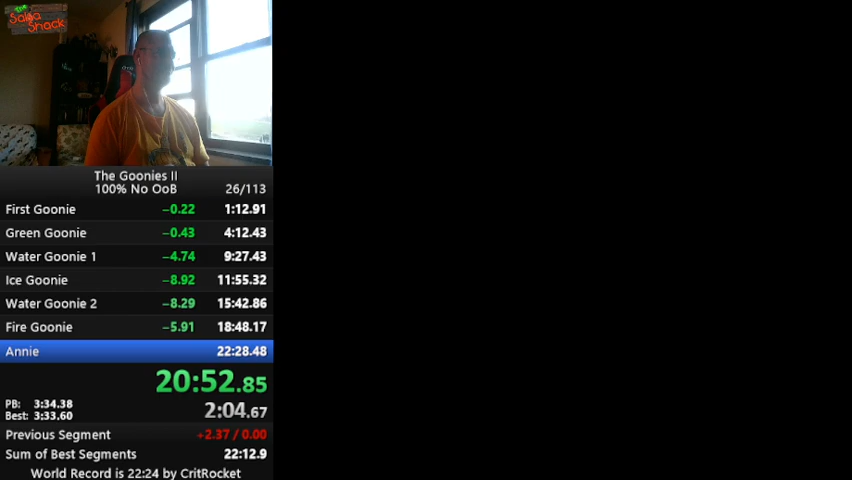 The
Salsa
Shack
The Goonies II
100% No OoB 26/113
First Goonie −0.22 1:12.91
Green Goonie −0.43 4:12.43
Water Goonie 1 −4.74 9:27.43
Ice Goonie −8.92 11:55.32
Water Goonie 2 −8.29 15:42.86
Fire Goonie −5.91 18:48.17
Annie 22:28.48
20:52.85
PB: 3:34.38
Best: 3:33.60
2:04.67
Previous Segment +2.37 / 0.00
Sum of Best Segments 22:12.9
World Record is 22:24 by CritRocket